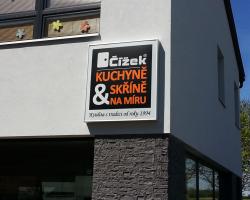 Čížek
KUCHYNĚ
& SKŘÍNĚ
NA MÍRU
Kvalita s tradicí od roku 1994